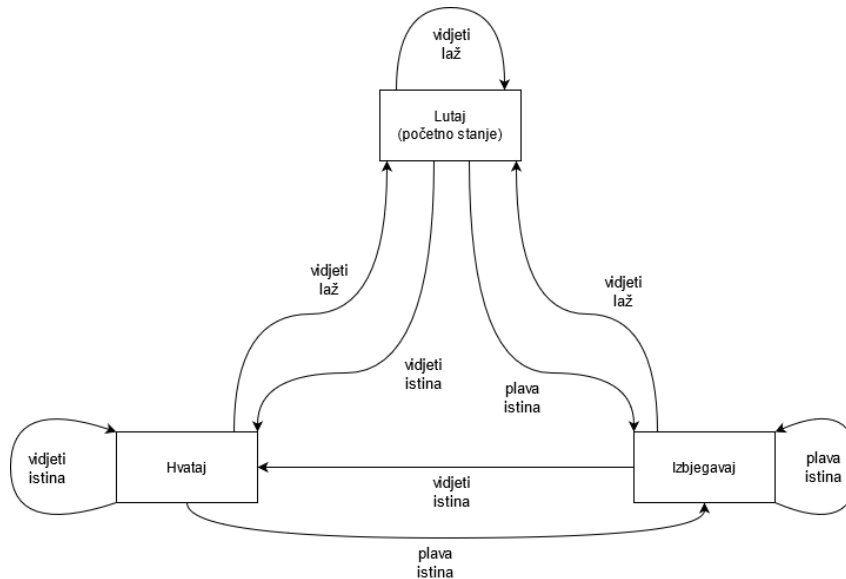 vidjeti
laž
Lutaj
(početno stanje)
vidjeti
laž
vidjeti
laž
vidjeti
istina
plava
istina
vidjeti
istina
Hvataj
Izbjegavaj
plava
istina
vidjeti
istina
plava
istina